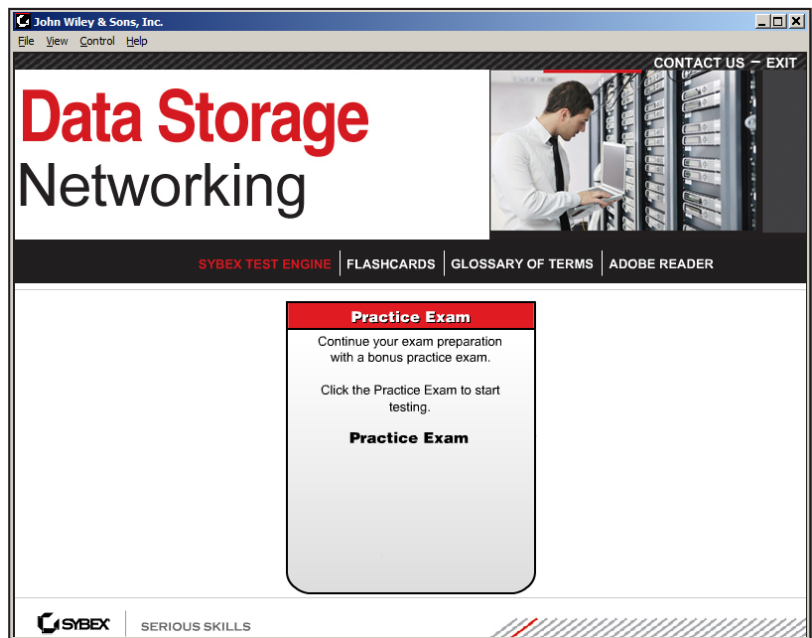 John Wiley & Sons, Inc.
File View Control Help
CONTACT US – EXIT
Data Storage
Networking
SYBEX TEST ENGINE | FLASHCARDS | GLOSSARY OF TERMS | ADOBE READER
Practice Exam
Continue your exam preparation
with a bonus practice exam.
Click the Practice Exam to start
testing.
Practice Exam
SYBEX | SERIOUS SKILLS